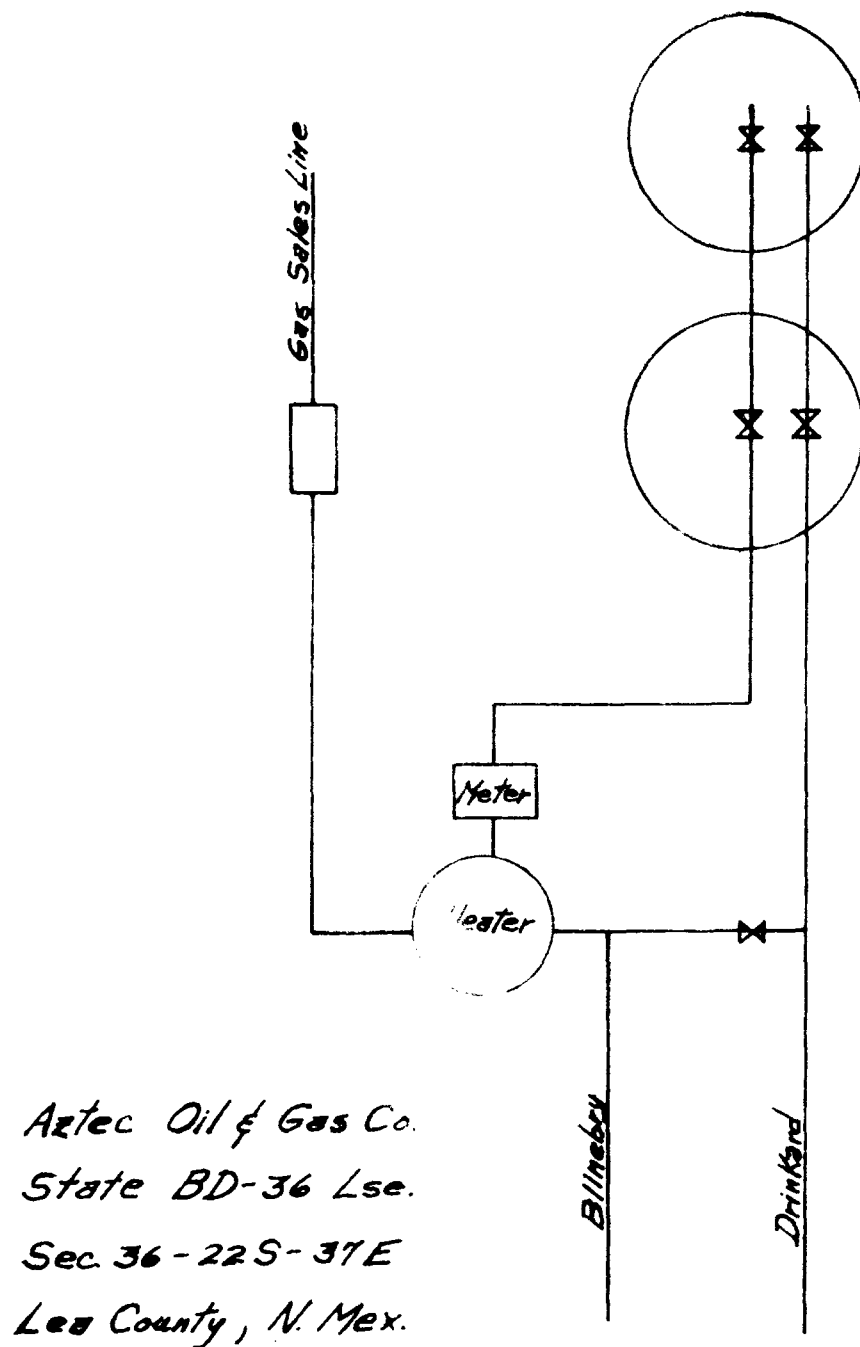 Gas Sales Line
Meter
Heater
Blinebry
Drinkard
Aztec Oil & Gas Co.
State BD-36 Lse.
Sec. 36-22S-37E
Lea County, N. Mex.